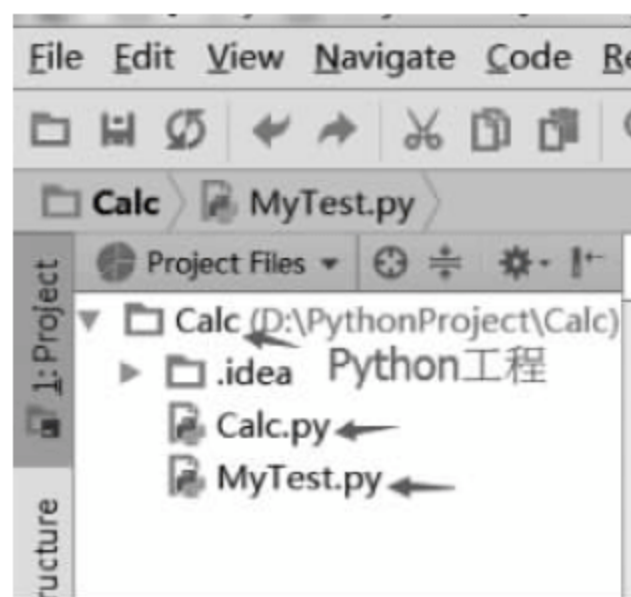 File Edit View Navigate Code Re
Calc MyTest.py
Project Files
1: Project
Calc (D:\PythonProject\Calc)
.idea Python工程
Calc.py
MyTest.py
ructure